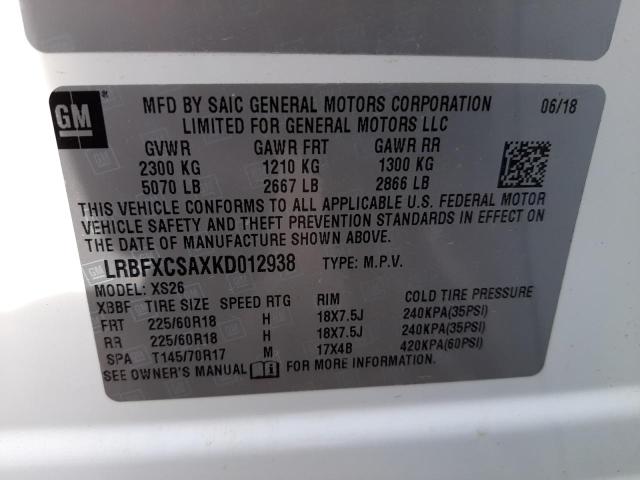 GM
MFD BY SAIC GENERAL MOTORS CORPORATION 06/18
LIMITED FOR GENERAL MOTORS LLC
GVWR GAWR FRT GAWR RR
2300 KG 1210 KG 1300 KG
5070 LB 2667 LB 2866 LB
THIS VEHICLE CONFORMS TO ALL APPLICABLE U.S. FEDERAL MOTOR
VEHICLE SAFETY AND THEFT PREVENTION STANDARDS IN EFFECT ON
THE DATE OF MANUFACTURE SHOWN ABOVE.
LRBFXCSAXKD012938 TYPE: M.P.V.
MODEL: XS26
XBBF TIRE SIZE SPEED RTG RIM COLD TIRE PRESSURE
FRT 225/60R18 H 18X7.5J 240KPA(35PSI)
RR 225/60R18 H 18X7.5J 240KPA(35PSI)
SPA T145/70R17 M 17X4B 420KPA(60PSI)
SEE OWNER'S MANUAL FOR MORE INFORMATION.